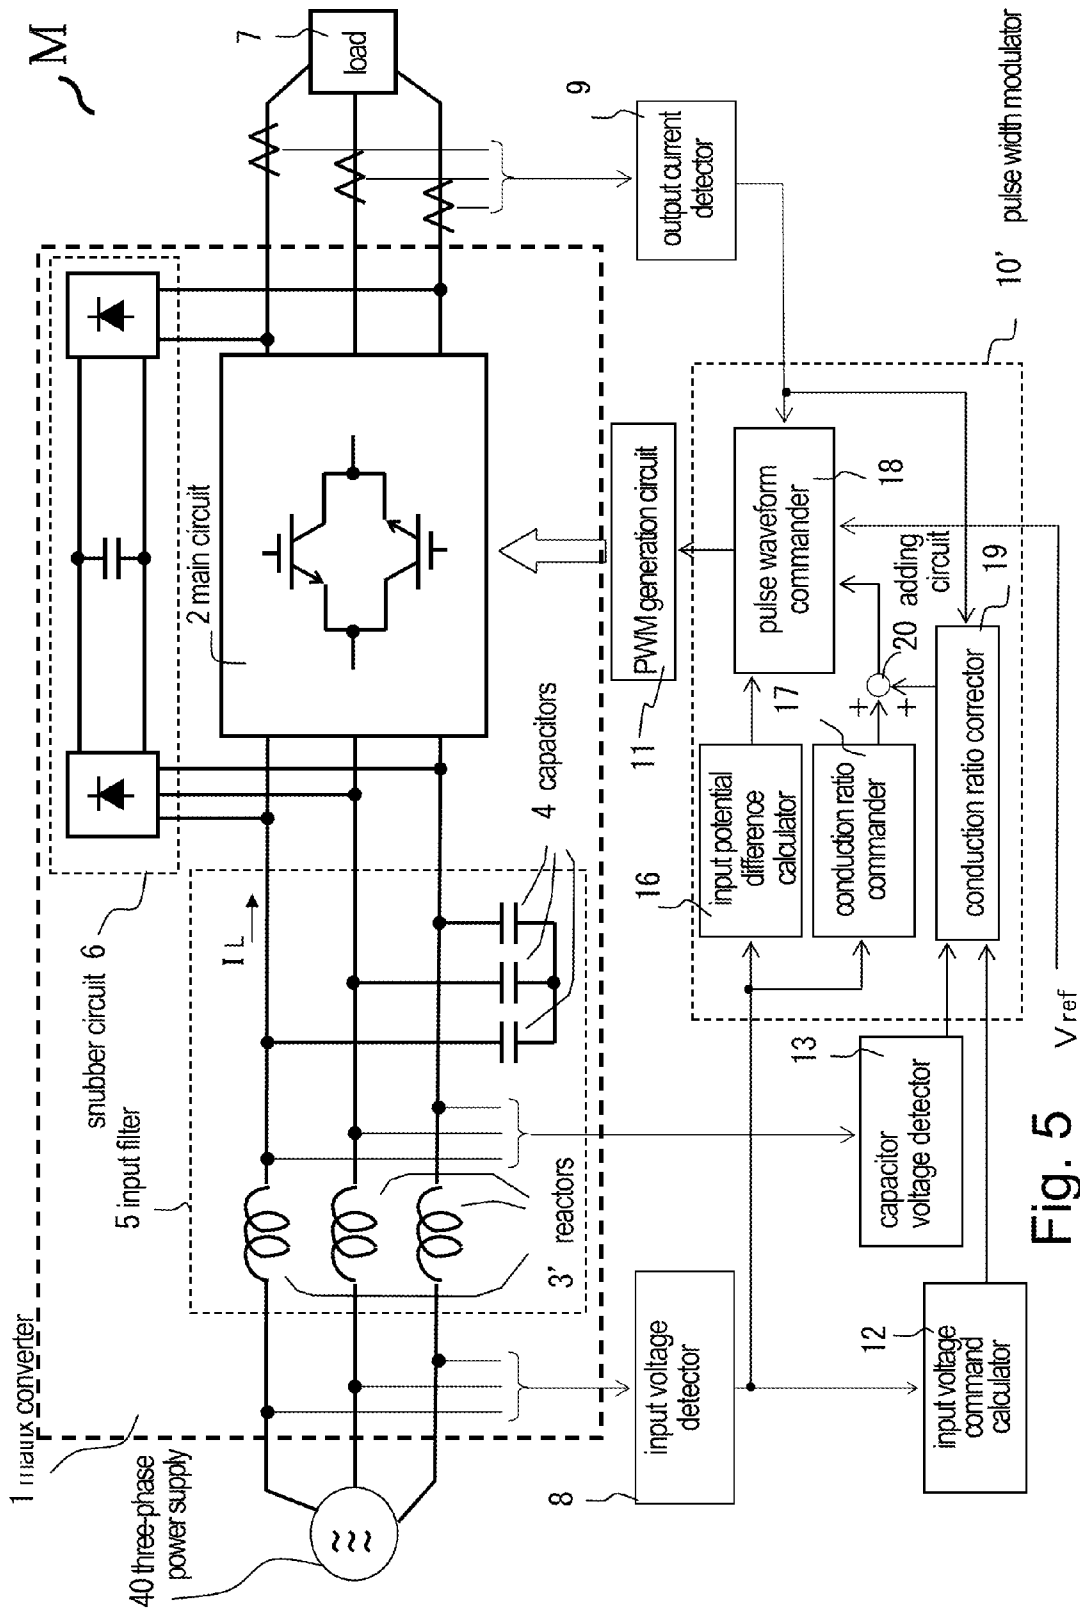 M
1 matrix converter
40 three-phase
power supply
5 input filter
snubber circuit 6
2 main circuit
I L
3' reactors
4 capacitors
7
load
8
input voltage
detector
9
output current
detector
11
PWM generation circuit
10' pulse width modulator
16
input potential
difference
calculator
17
conduction ratio
commander
pulse waveform
commander
18
20 adding
circuit
+
+
19
conduction ratio corrector
13
capacitor
voltage detector
12
input voltage
command
calculator
V ref
Fig. 5